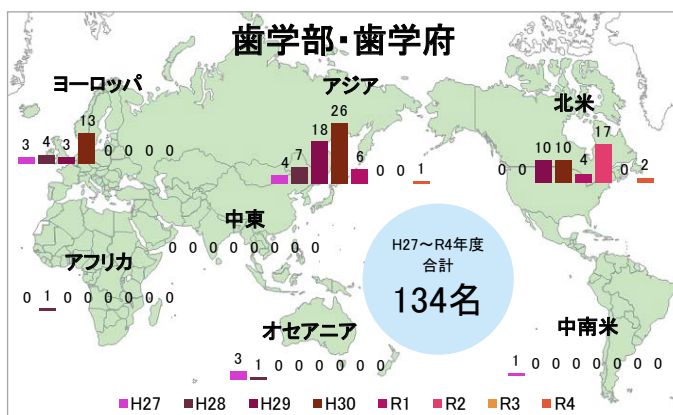 歯学部・歯学府
ヨーロッパ
3 4 3 13 0 0 0 0
アジア
4 7 18 26 6 0 0 1
北米
0 0 10 10 4 17 0 2
中東
0 0 0 0 0 0 0 0
アフリカ
0 1 0 0 0 0 0 0
H27～R4年度
合計
134名
オセアニア
3 1 0 0 0 0 0 0
中南米
1 0 0 0 0 0 0 0
H27 H28 H29 H30 R1 R2 R3 R4